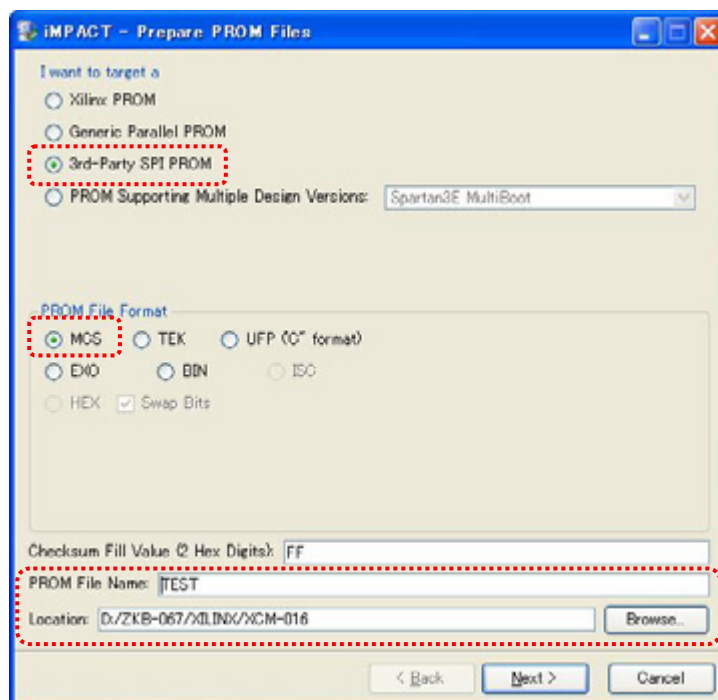 iMPACT - Prepare PROM Files
I want to target a
Xilinx PROM
Generic Parallel PROM
3rd-Party SPI PROM
PROM Supporting Multiple Design Versions: Spartan3E MultiBoot
PROM File Format
MCS TEK UFP ("C" format)
EXO BIN ISC
HEX Swap Bits
Checksum Fill Value (2 Hex Digits): FF
PROM File Name: TEST
Location: D:/ZKB-067/XILINX/XCM-016 Browse...
< Back Next > Cancel